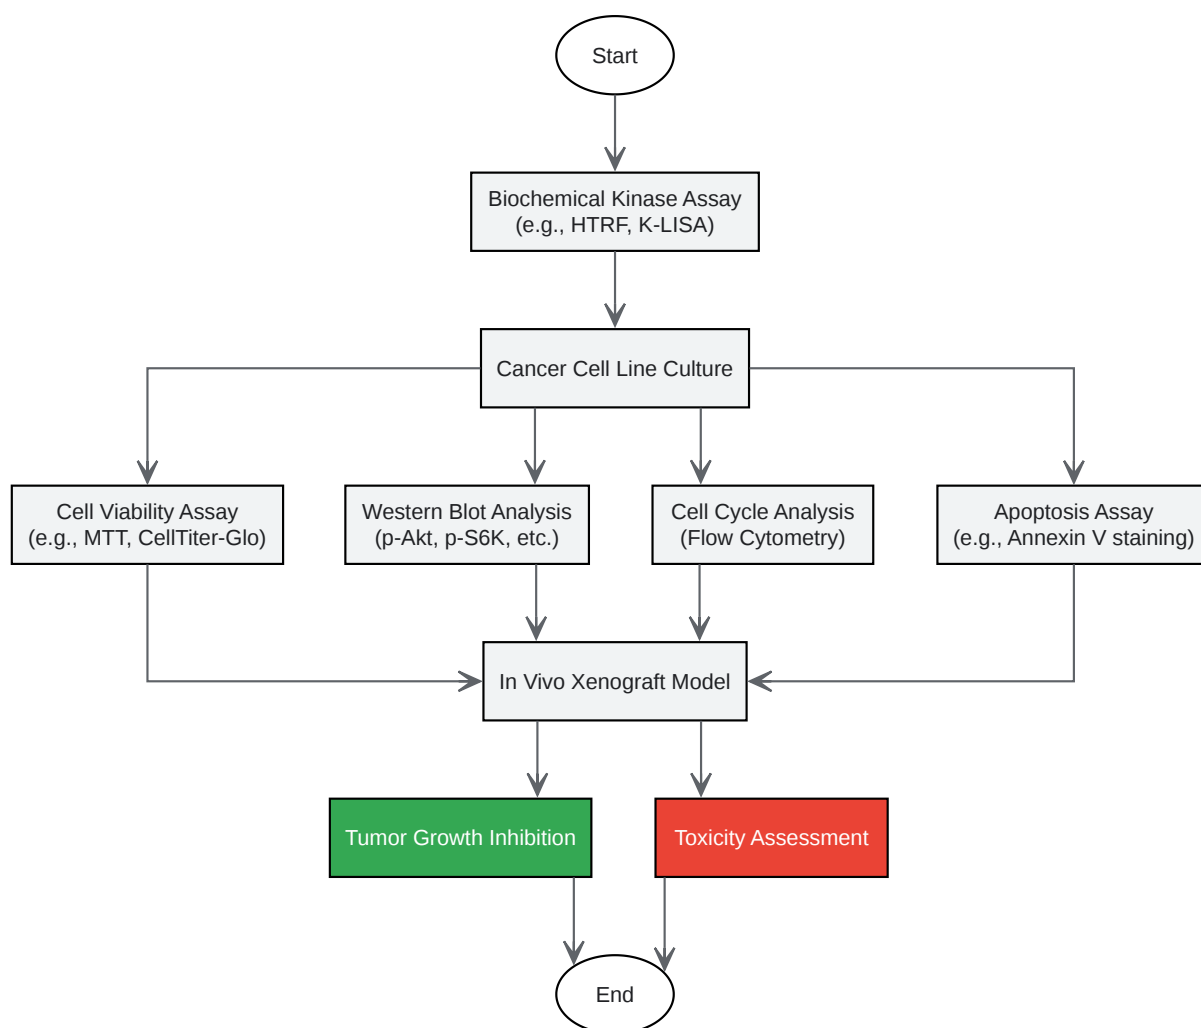 Start
Biochemical Kinase Assay
(e.g., HTRF, K-LISA)
Cancer Cell Line Culture
Cell Viability Assay
(e.g., MTT, CellTiter-Glo)
Western Blot Analysis
(p-Akt, p-S6K, etc.)
Cell Cycle Analysis
(Flow Cytometry)
Apoptosis Assay
(e.g., Annexin V staining)
In Vivo Xenograft Model
Tumor Growth Inhibition
Toxicity Assessment
End